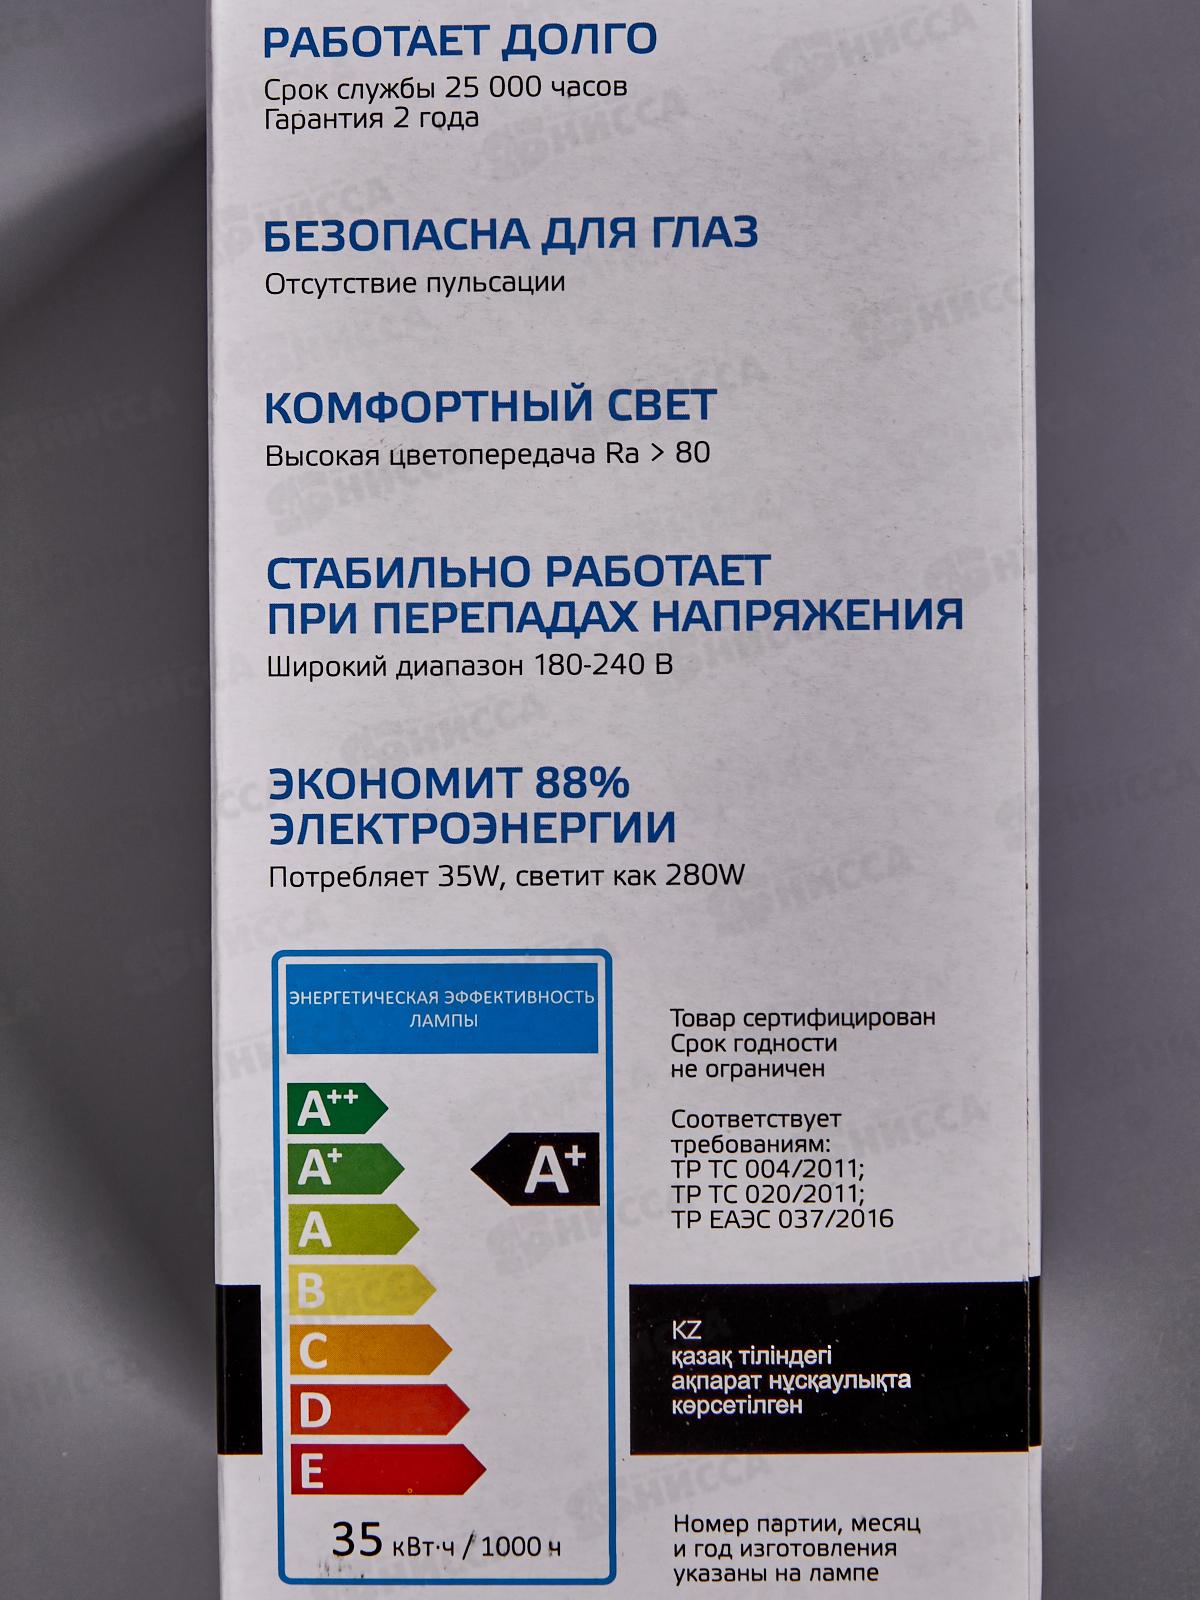 РАБОТАЕТ ДОЛГО
Срок службы 25 000 часов
Гарантия 2 года
БЕЗОПАСНА ДЛЯ ГЛАЗ
Отсутствие пульсации
КОМФОРТНЫЙ СВЕТ
Высокая цветопередача Ra > 80
СТАБИЛЬНО РАБОТАЕТ
ПРИ ПЕРЕПАДАХ НАПРЯЖЕНИЯ
Широкий диапазон 180-240 В
ЭКОНОМИТ 88%
ЭЛЕКТРОЭНЕРГИИ
Потребляет 35W, светит как 280W
ЭНЕРГЕТИЧЕСКАЯ ЭФФЕКТИВНОСТЬ
ЛАМПЫ
A++
A+
A+
A
B
C
D
E
35 кВт·ч / 1000 ч
Товар сертифицирован
Срок годности
не ограничен
Соответствует
требованиям:
ТР ТС 004/2011;
ТР ТС 020/2011;
ТР ЕАЭС 037/2016
KZ
қазақ тіліндегі
ақпарат нұсқаулықта
көрсетілген
Номер партии, месяц
и год изготовления
указаны на лампе
НИССА